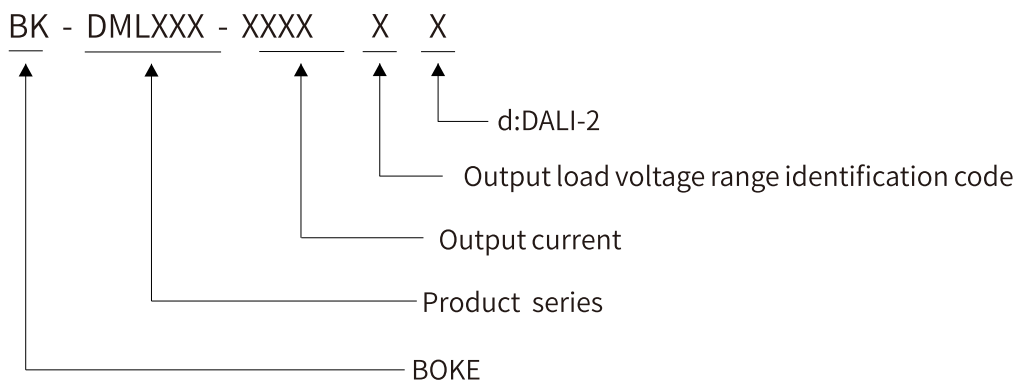 BK - DMLXXX - XXXX X X
d:DALI-2
Output load voltage range identification code
Output current
Product series
BOKE